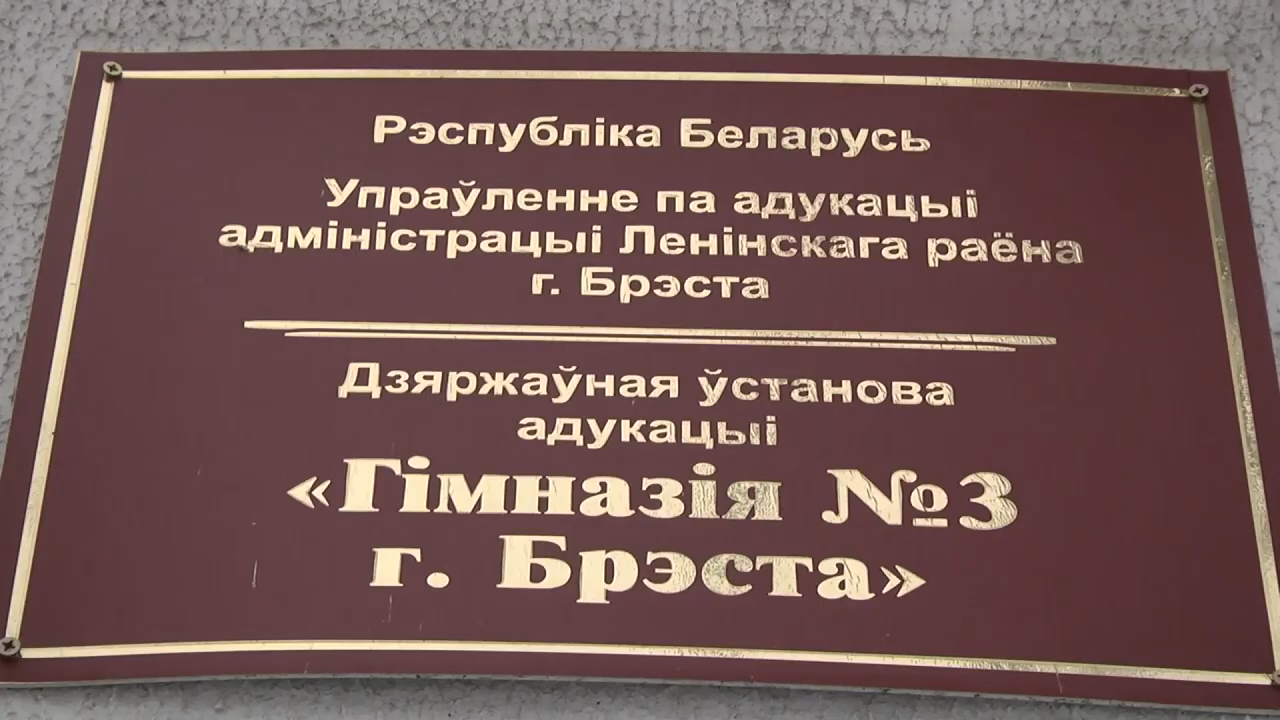 Рэспубліка Беларусь
Упраўленне па адукацыі
адміністрацыі Ленінскага раёна
г. Брэста
Дзяржаўная ўстанова
адукацыі
«Гімназія №3
г. Брэста»